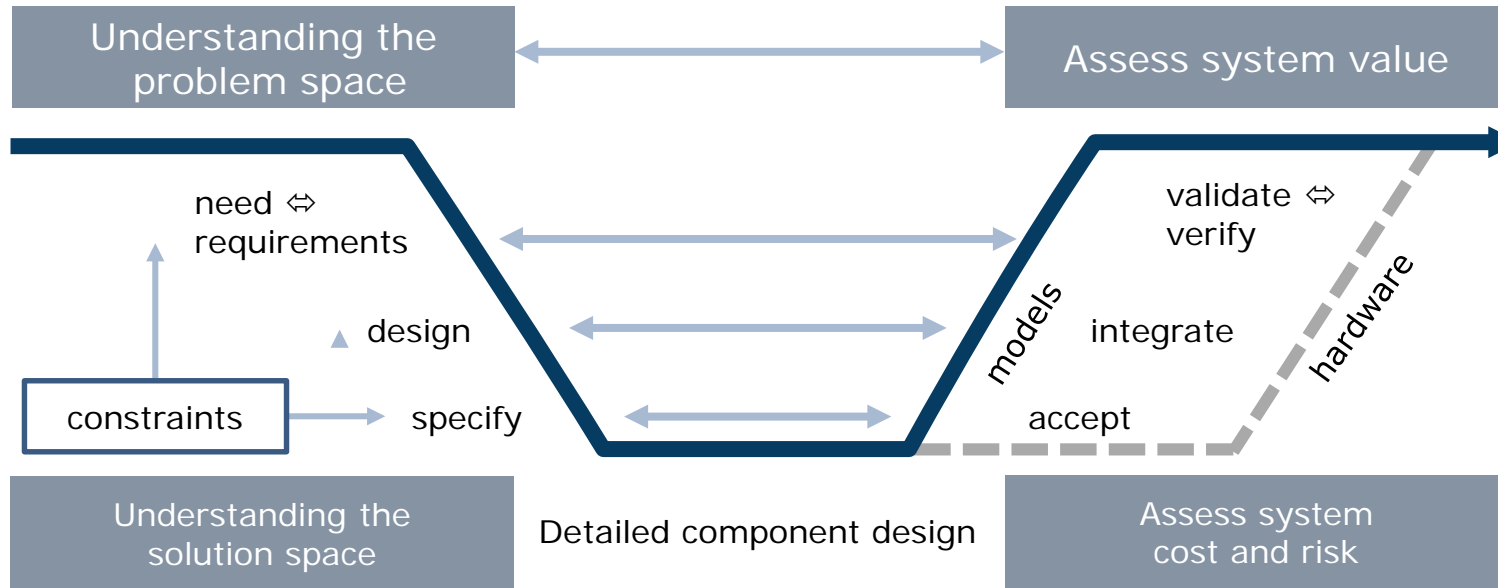 Understanding the
problem space
Assess system value
need ⇔
requirements
validate ⇔
verify
design
models
integrate
hardware
constraints
specify
accept
Understanding the
solution space
Detailed component design
Assess system
cost and risk